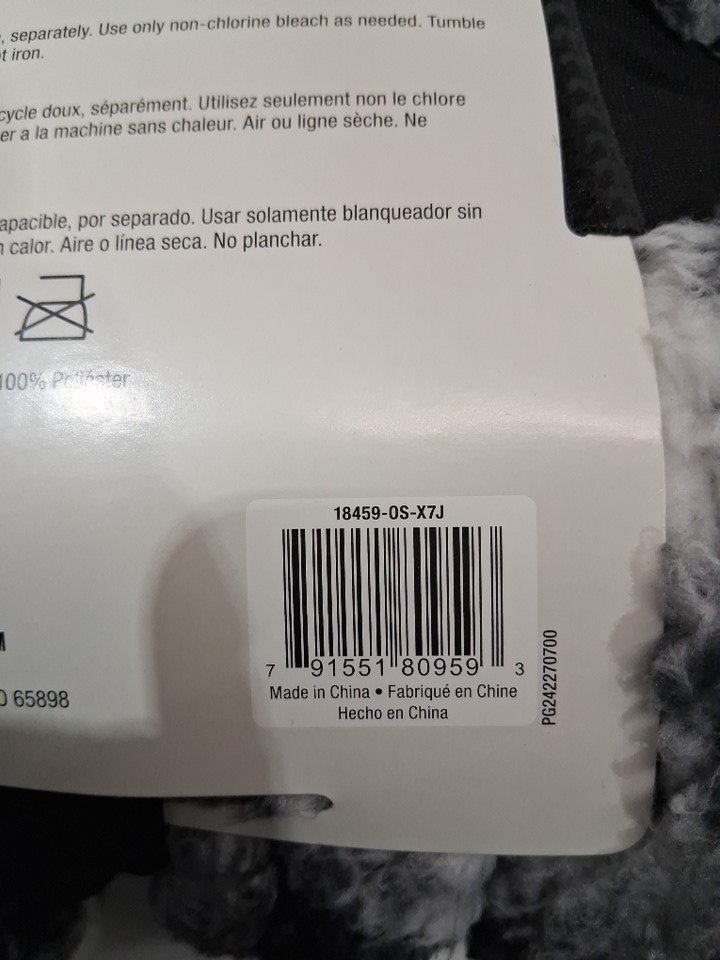 , separately. Use only non-chlorine bleach as needed. Tumble
t iron.
cycle doux, séparément. Utilisez seulement non le chlore
er a la machine sans chaleur. Air ou ligne sèche. Ne
apacible, por separado. Usar solamente blanqueador sin
n calor. Aire o línea seca. No planchar.
100% Poliéster
18459-0S-X7J
7 91551 80959 3
Made in China • Fabriqué en Chine
Hecho en China
PG242270700
M
O 65898